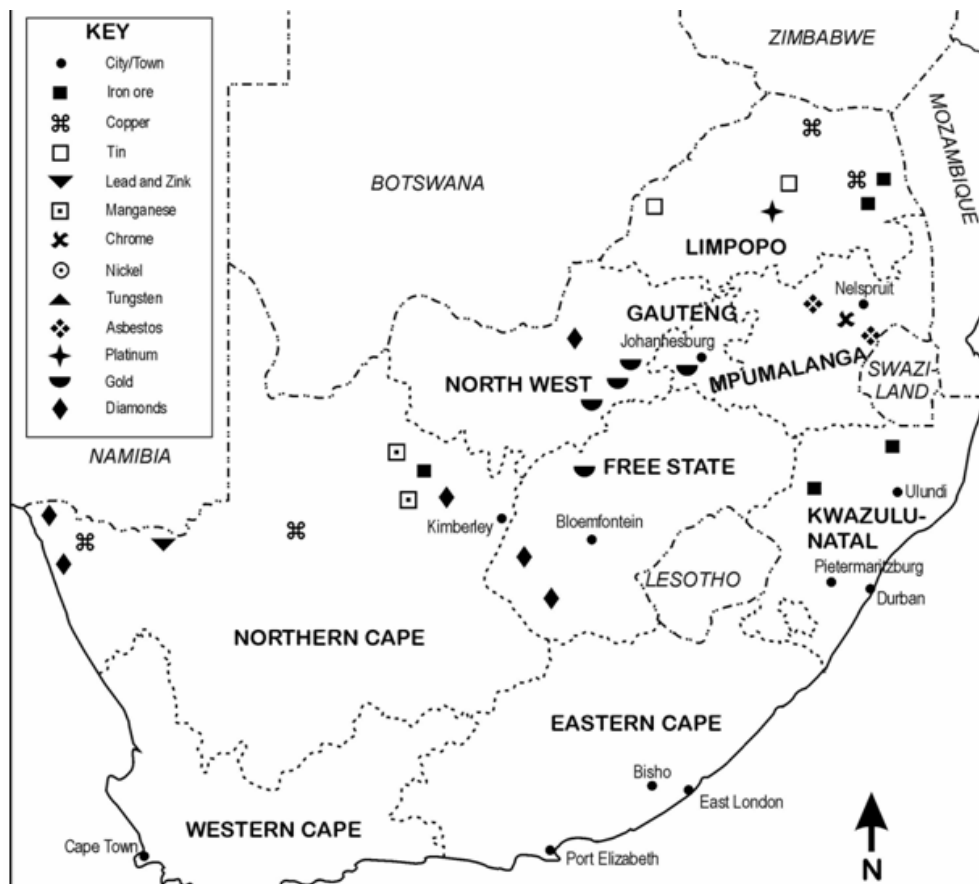 KEY
City/Town
Iron ore
Copper
Tin
Lead and Zink
Manganese
Chrome
Nickel
Tungsten
Asbestos
Platinum
Gold
Diamonds
ZIMBABWE
MOZAMBIQUE
BOTSWANA
LIMPOPO
Nelspruit
GAUTENG
Johannesburg
MPUMALANGA
SWAZI-
LAND
NORTH WEST
NAMIBIA
FREE STATE
Ulundi
Kimberley
Bloemfontein
KWAZULU-
NATAL
Pietermaritzburg
LESOTHO
Durban
NORTHERN CAPE
EASTERN CAPE
Bisho
East London
WESTERN CAPE
Cape Town
Port Elizabeth
N